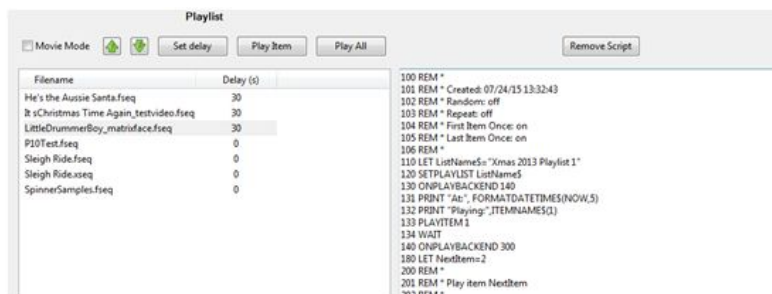 Playlist
Movie Mode Set delay Play Item Play All Remove Script
Filename Delay (s)
He's the Aussie Santa.fseq 30
It sChristmas Time Again_testvideo.fseq 30
LittleDrummerBoy_matrixface.fseq 30
P10Test.fseq 0
Sleigh Ride.fseq 0
Sleigh Ride.xseq 0
SpinnerSamples.fseq 0
100 REM *
101 REM * Created: 07/24/15 13:32:43
102 REM * Random: off
103 REM * Repeat: off
104 REM * First Item Once: on
105 REM * Last Item Once: on
106 REM *
110 LET ListName$="Xmas 2013 Playlist 1"
120 SETPLAYLIST ListName$
130 ONPLAYBACKEND 140
131 PRINT "At:", FORMATDATETIME$(NOW,5)
132 PRINT "Playing:",ITEMNAME$(1)
133 PLAYITEM 1
134 WAIT
140 ONPLAYBACKEND 300
180 LET NextItem=2
200 REM *
201 REM * Play item NextItem
202 REM *